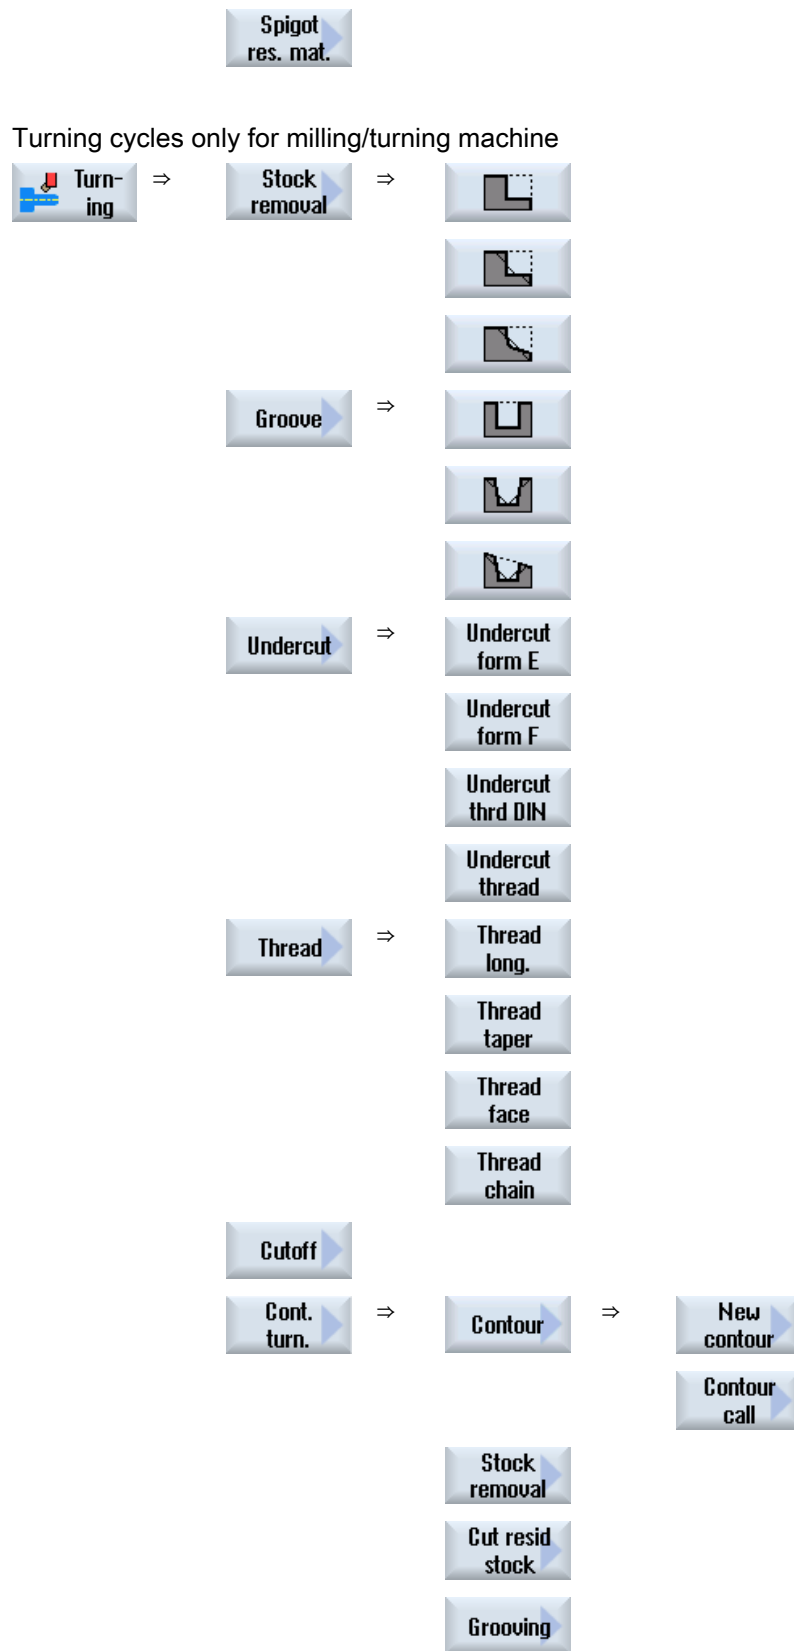 Spigot
res. mat.
Turning cycles only for milling/turning machine
Turn-
ing
⇒
Stock
removal
⇒
Groove
⇒
Undercut
⇒
Undercut
form E
Undercut
form F
Undercut
thrd DIN
Undercut
thread
Thread
⇒
Thread
long.
Thread
taper
Thread
face
Thread
chain
Cutoff
Cont.
turn.
⇒
Contour
⇒
New
contour
Contour
call
Stock
removal
Cut resid
stock
Grooving